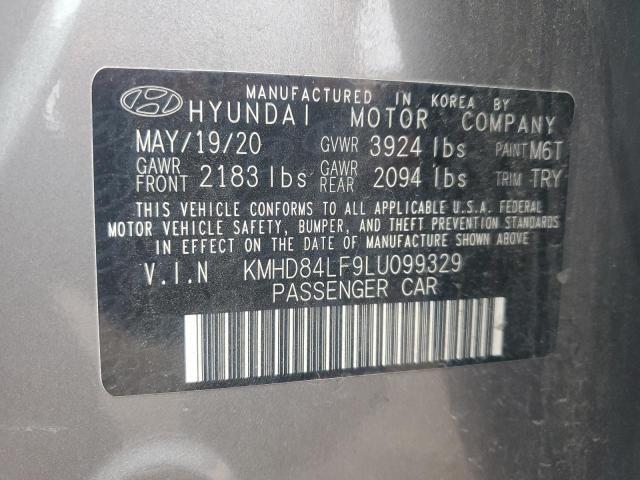 MANUFACTURED IN KOREA BY
HYUNDAI MOTOR COMPANY
MAY/19/20 GVWR 3924 lbs PAINT M6T
GAWR FRONT 2183 lbs GAWR REAR 2094 lbs TRIM TRY
THIS VEHICLE CONFORMS TO ALL APPLICABLE U.S.A. FEDERAL
MOTOR VEHICLE SAFETY, BUMPER, AND THEFT PREVENTION STANDARDS
IN EFFECT ON THE DATE OF MANUFACTURE SHOWN ABOVE.
V.I.N KMHD84LF9LU099329
PASSENGER CAR